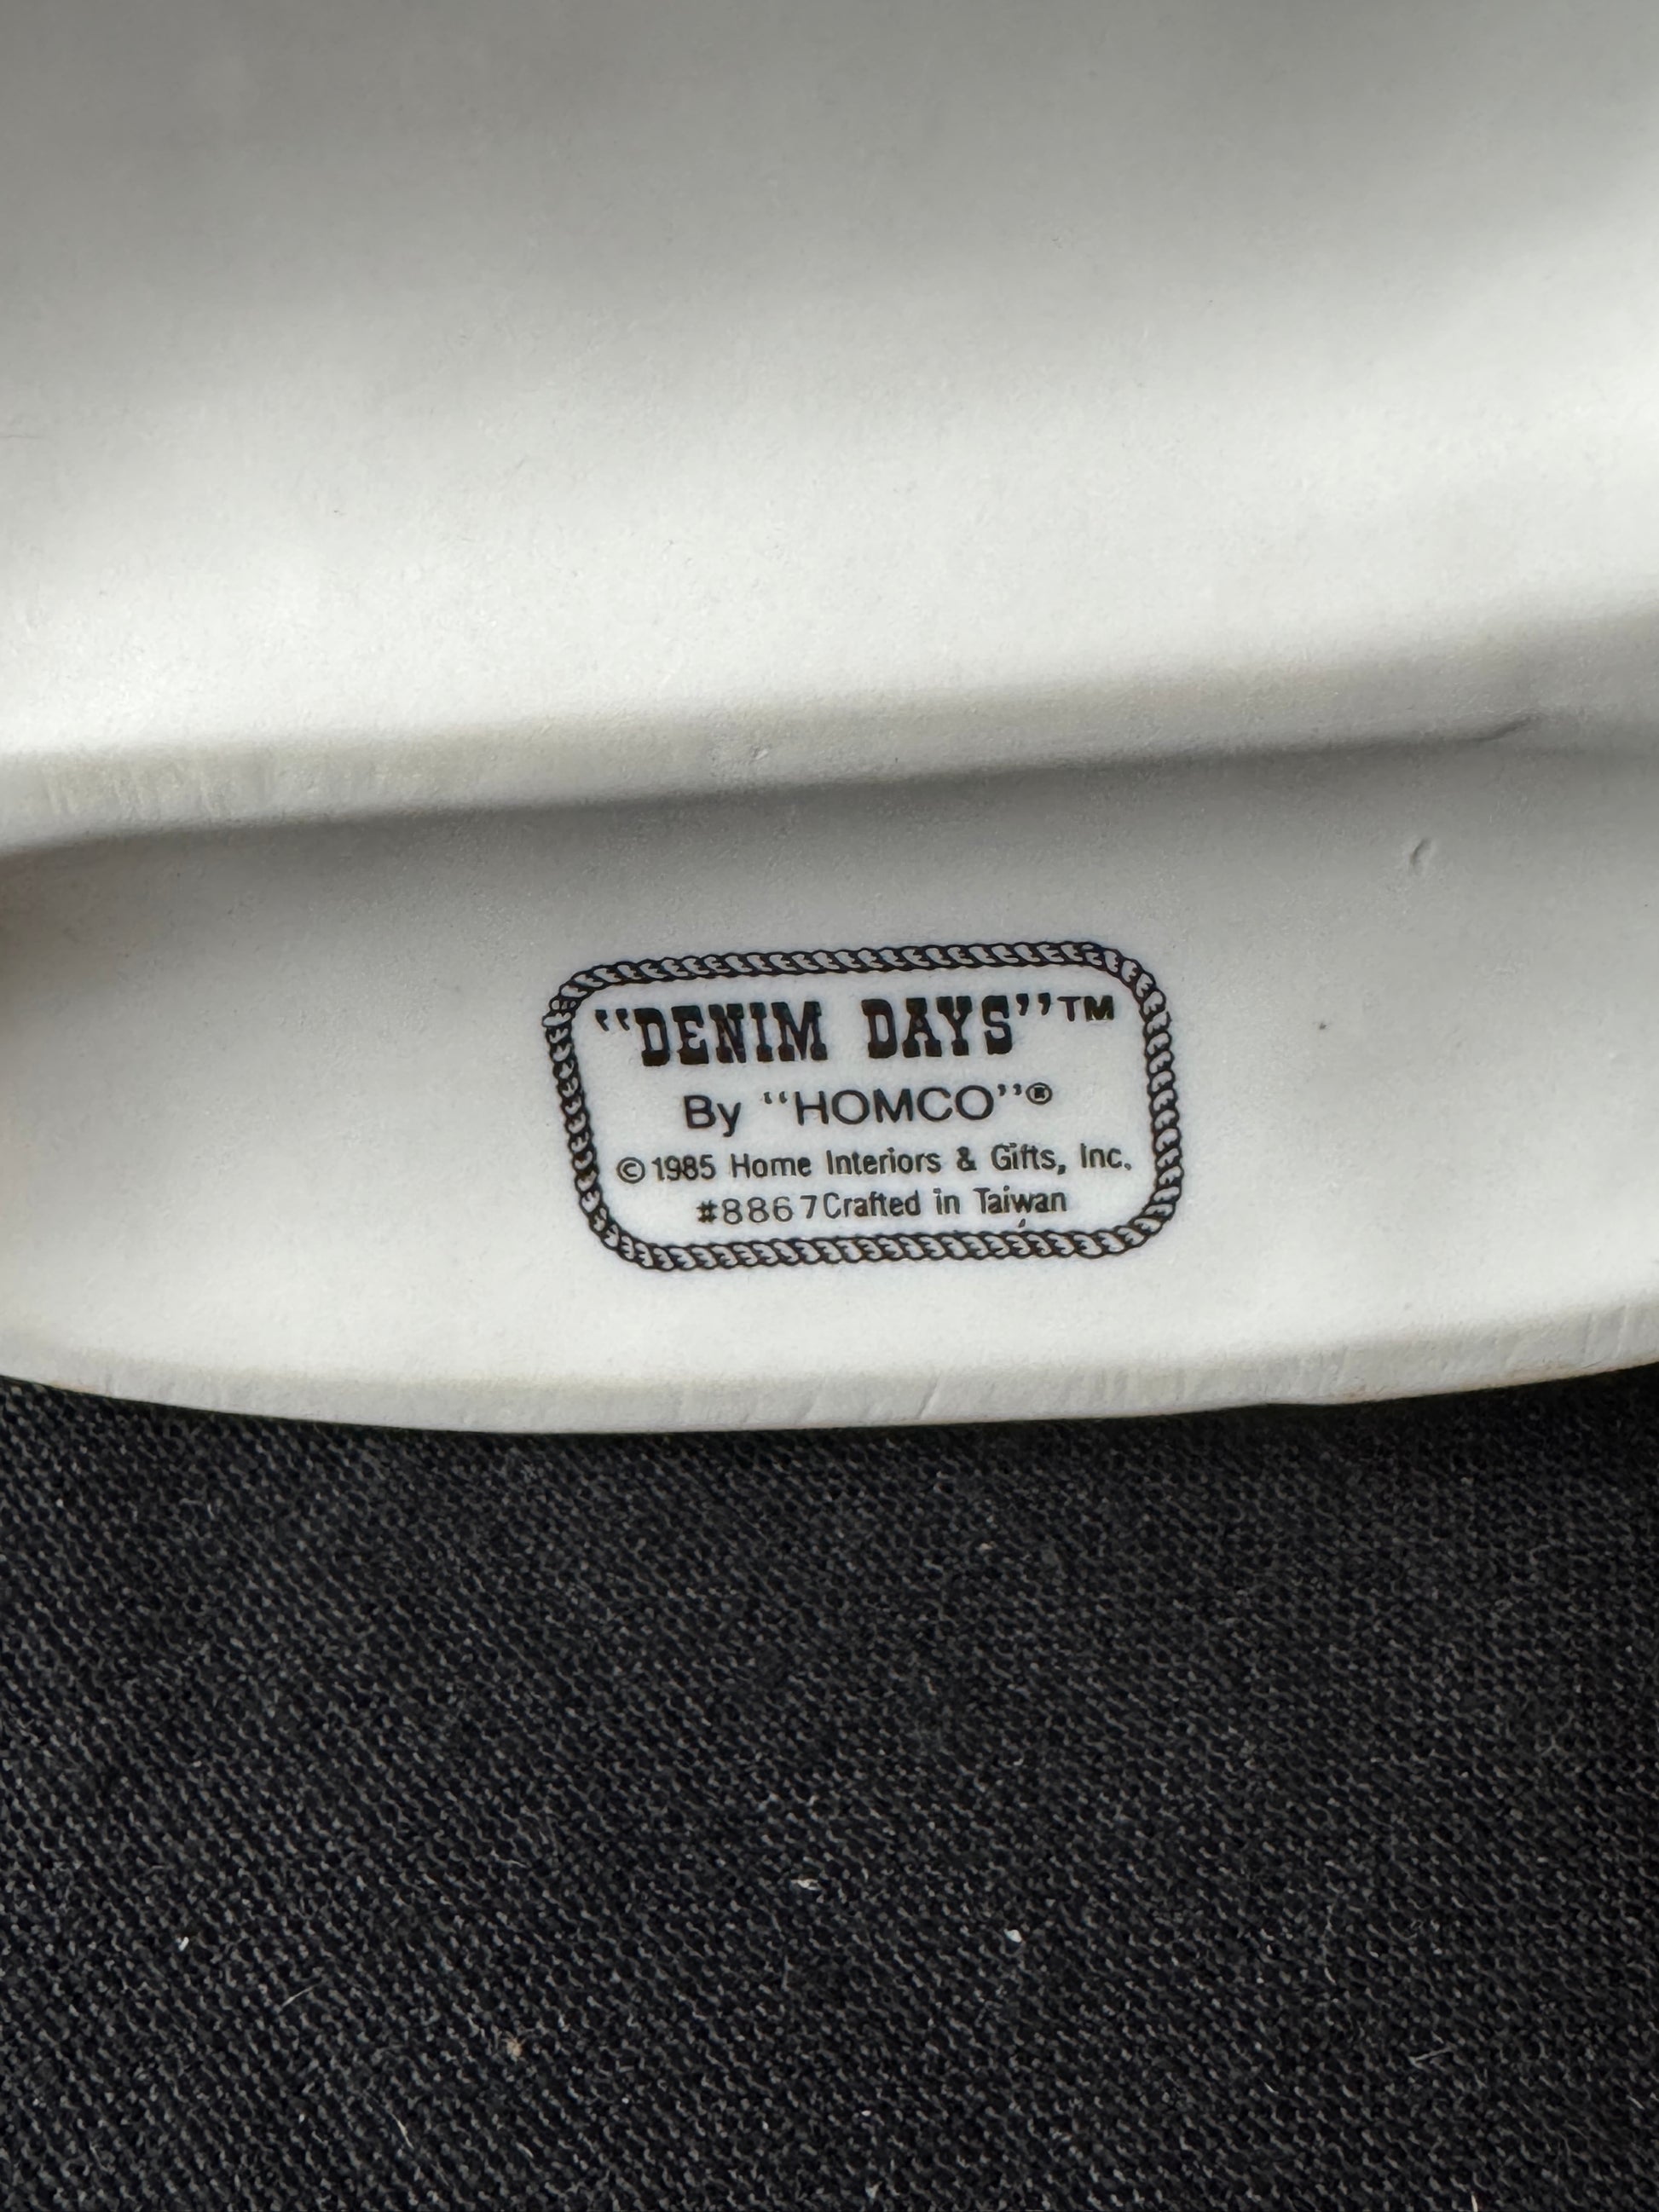 “DENIM DAYS”™
By “HOMCO”®
©1985 Home Interiors & Gifts, Inc.
#8867 Crafted in Taiwan